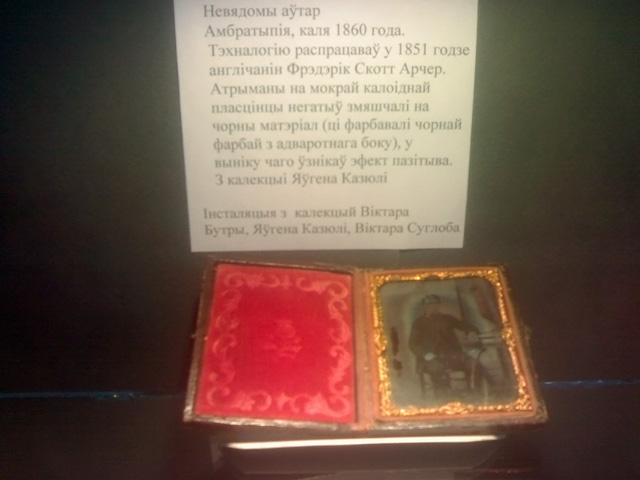 Невядомы аўтар
Амбратыпія, каля 1860 года.
Тэхналогію распрацаваў у 1851 годзе
англічанін Фрэдэрік Скотт Арчер.
Атрыманы на мокрай калоіднай
пласцінцы негатыў змяшчалі на
чорны матэріал (ці фарбавалі чорнай
фарбай з адваротнага боку), у
выніку чаго ўзнікаў эфект пазітыва.
З калекцыі Яўгена Казюлі
Інсталяцыя з калекцый Віктара
Бутры, Яўгена Казюлі, Віктара Суглоба